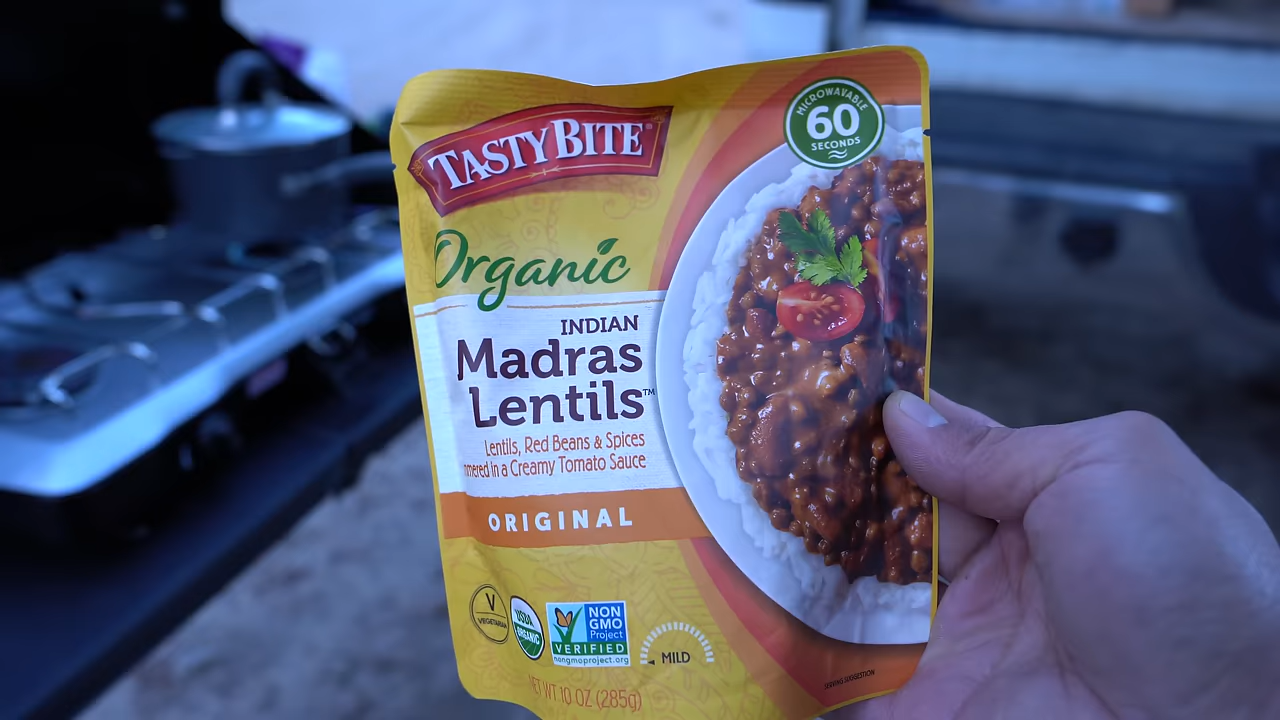 MICROWAVABLE
60
SECONDS
TASTY BITE
Organic
INDIAN
Madras
Lentils™
Lentils, Red Beans & Spices
in a Creamy Tomato Sauce
ORIGINAL
V
VEGETARIAN
USDA
ORGANIC
NON
GMO
Project
VERIFIED
nongmoproject.org
MILD
SERVING SUGGESTION
NET WT 10 OZ (285g)